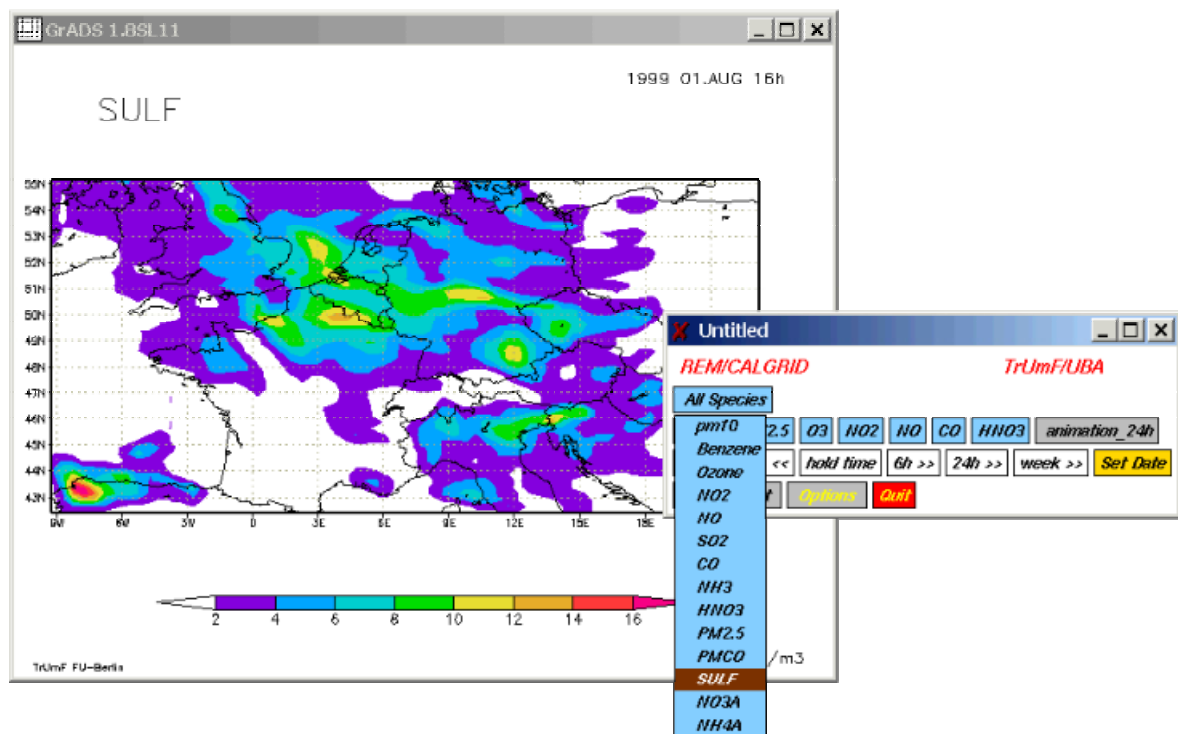 GrADS 1.8SL11
1999 01.AUG 16h
SULF
55N
54N
53N
52N
51N
50N
49N
48N
47N
46N
45N
44N
43N
9W 6W 3W 0 3E 6E 9E 12E 15E 18E
2 4 6 8 10 12 14 16
TrUmF FU-Berlin
/m3
Untitled
REM/CALGRID TrUmF/UBA
All Species
2.5 O3 NO2 NO CO HNO3 animation_24h
<< hold time 6h >> 24h >> week >> Set Date
t Options Quit
pm10
Benzene
Ozone
NO2
NO
SO2
CO
NH3
HNO3
PM2.5
PMCO
SULF
NO3A
NH4A